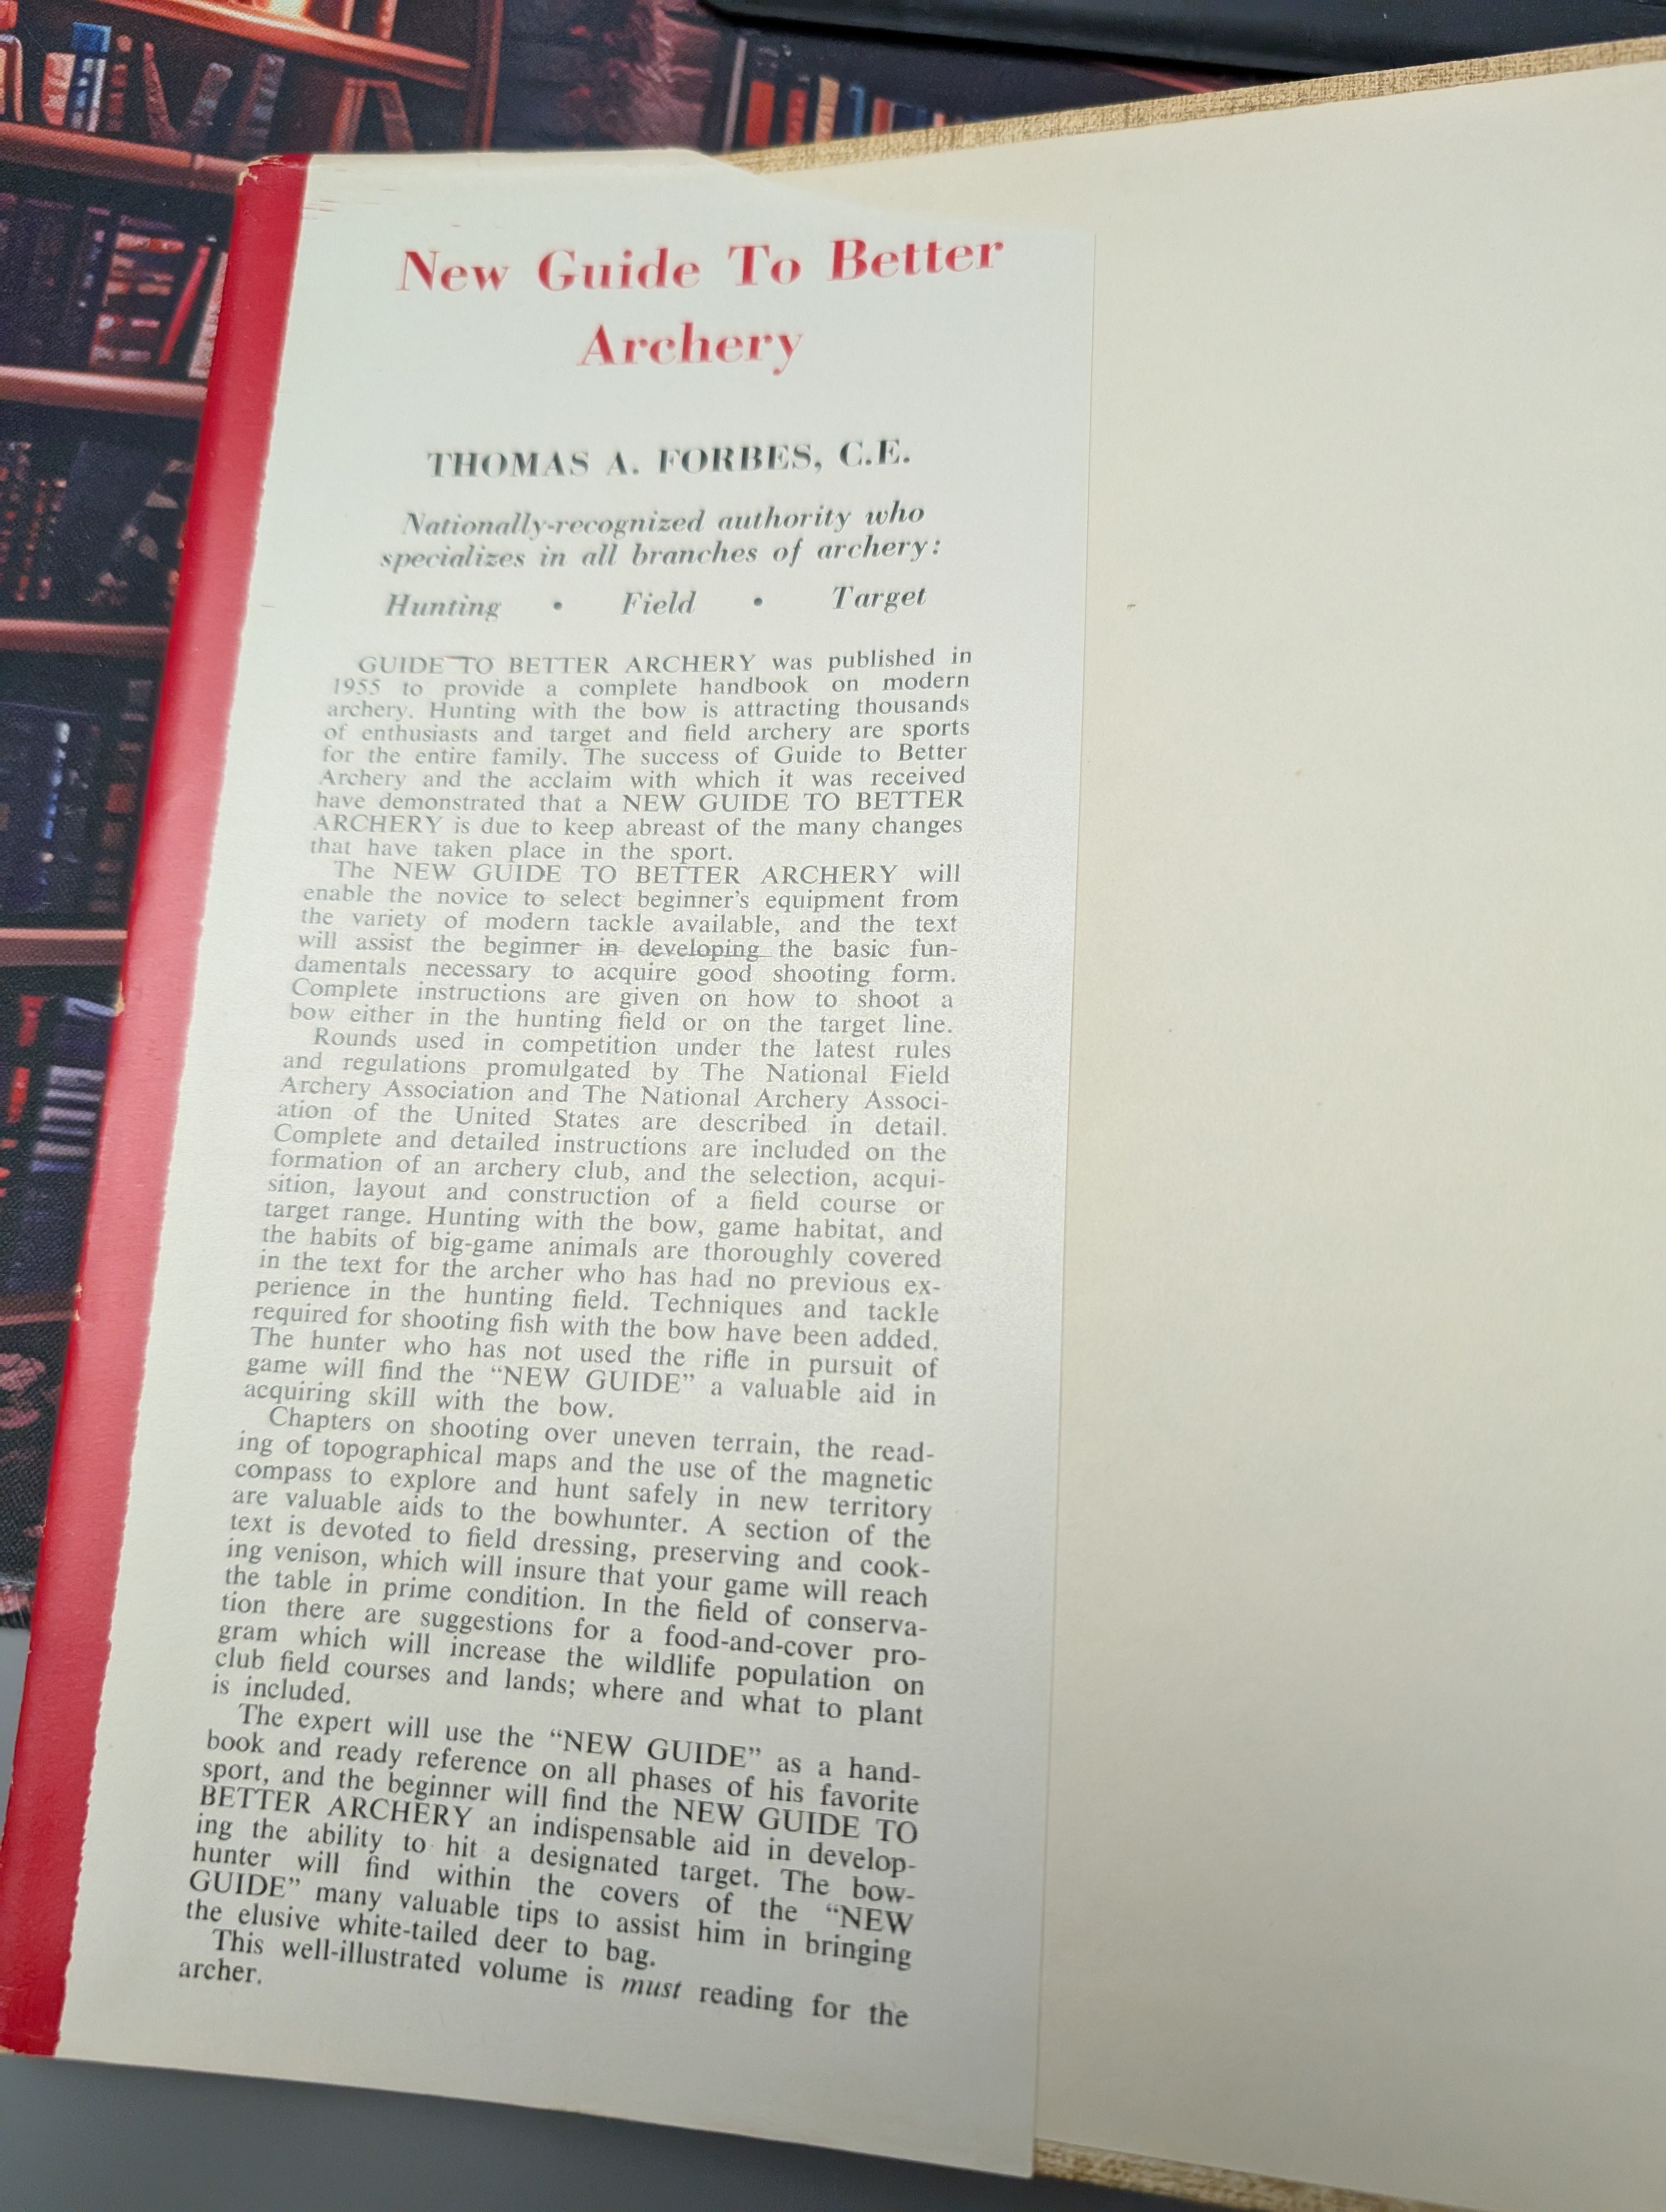 New Guide To Better
Archery
THOMAS A. FORBES, C.E.
Nationally-recognized authority who
specializes in all branches of archery:
Hunting • Field • Target
GUIDE TO BETTER ARCHERY was published in
1955 to provide a complete handbook on modern
archery. Hunting with the bow is attracting thousands
of enthusiasts and target and field archery are sports
for the entire family. The success of Guide to Better
Archery and the acclaim with which it was received
have demonstrated that a NEW GUIDE TO BETTER
ARCHERY is due to keep abreast of the many changes
that have taken place in the sport.
The NEW GUIDE TO BETTER ARCHERY will
enable the novice to select beginner's equipment from
the variety of modern tackle available, and the text
will assist the beginner in developing the basic fun-
damentals necessary to acquire good shooting form.
Complete instructions are given on how to shoot a
bow either in the hunting field or on the target line.
Rounds used in competition under the latest rules
and regulations promulgated by The National Field
Archery Association and The National Archery Associ-
ation of the United States are described in detail.
Complete and detailed instructions are included on the
formation of an archery club, and the selection, acqui-
sition, layout and construction of a field course or
target range. Hunting with the bow, game habitat, and
the habits of big-game animals are thoroughly covered
in the text for the archer who has had no previous ex-
perience in the hunting field. Techniques and tackle
required for shooting fish with the bow have been added.
The hunter who has not used the rifle in pursuit of
game will find the “NEW GUIDE” a valuable aid in
acquiring skill with the bow.
Chapters on shooting over uneven terrain, the read-
ing of topographical maps and the use of the magnetic
compass to explore and hunt safely in new territory
are valuable aids to the bowhunter. A section of the
text is devoted to field dressing, preserving and cook-
ing venison, which will insure that your game will reach
the table in prime condition. In the field of conserva-
tion there are suggestions for a food-and-cover pro-
gram which will increase the wildlife population on
club field courses and lands; where and what to plant
is included.
The expert will use the “NEW GUIDE” as a hand-
book and ready reference on all phases of his favorite
sport, and the beginner will find the NEW GUIDE TO
BETTER ARCHERY an indispensable aid in develop-
ing the ability to hit a designated target. The bow-
hunter will find within the covers of the “NEW
GUIDE” many valuable tips to assist him in bringing
the elusive white-tailed deer to bag.
This well-illustrated volume is must reading for the
archer.